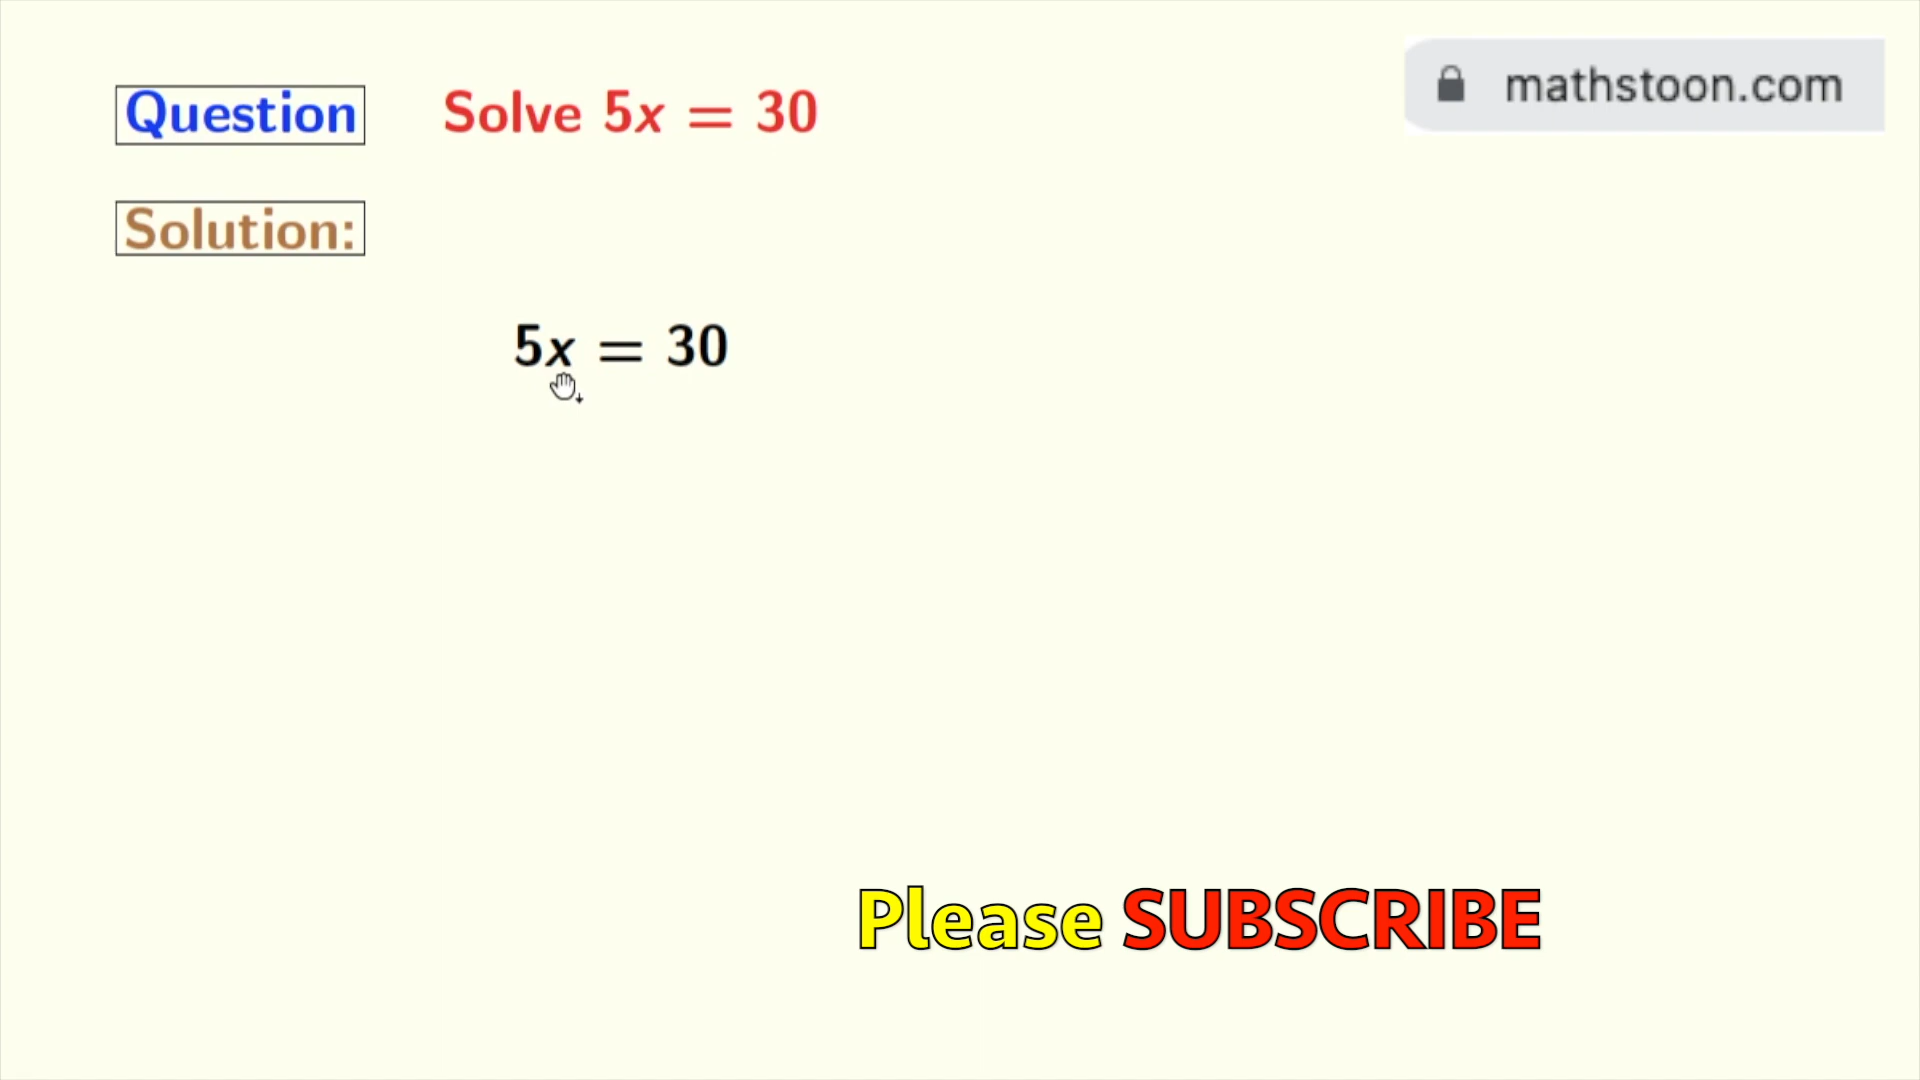 Question Solve 5x = 30
mathstoon.com
Solution:
5x = 30
Please SUBSCRIBE